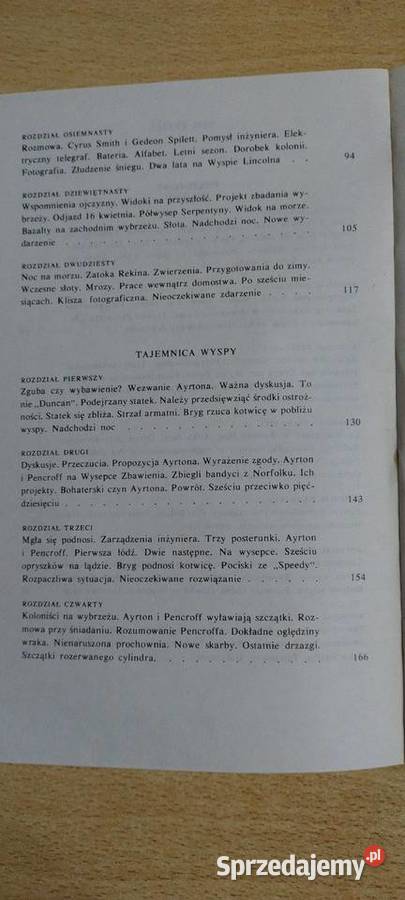 ROZDZIAŁ OSIEMNASTY
Rozmowa. Cyrus Smith i Gedeon Spilett. Pomysł inżyniera. Elek-
tryczny telegraf. Bateria. Alfabet. Letni sezon. Dorobek kolonii.
Fotografia. Złudzenie śniegu. Dwa lata na Wyspie Lincolna . . 94
ROZDZIAŁ DZIEWIĘTNASTY
Wspomnienia ojczyzny. Widoki na przyszłość. Projekt zbadania wy-
brzeży. Odjazd 16 kwietnia. Półwysep Serpentyny. Widok na morze.
Bazalty na zachodnim wybrzeżu. Słota. Nadchodzi noc. Nowe wy-
darzenie . . . . . . . . . . . . . . . . 105
ROZDZIAŁ DWUDZIESTY
Noc na morzu. Zatoka Rekina. Zwierzenia. Przygotowania do zimy.
Wczesne słoty. Mrozy. Prace wewnątrz domostwa. Po sześciu mie-
siącach. Klisza fotograficzna. Nieoczekiwane zdarzenie . . . . 117
TAJEMNICA WYSPY
ROZDZIAŁ PIERWSZY
Zguba czy wybawienie? Wezwanie Ayrtona. Ważna dyskusja. To
nie „Duncan”. Podejrzany statek. Należy przedsięwziąć środki ostroż-
ności. Statek się zbliża. Strzał armatni. Bryg rzuca kotwicę w pobliżu
wyspy. Nadchodzi noc . . . . . . . . . . . . 130
ROZDZIAŁ DRUGI
Dyskusje. Przeczucia. Propozycja Ayrtona. Wyrażenie zgody. Ayrton
i Pencroff na Wysepce Zbawienia. Zbiegli bandyci z Norfolku. Ich
projekty. Bohaterski czyn Ayrtona. Powrót. Sześciu przeciwko pięć-
dziesięciu . . . . . . . . . . . . . . . 143
ROZDZIAŁ TRZECI
Mgła się podnosi. Zarządzenia inżyniera. Trzy posterunki. Ayrton
i Pencroff. Pierwsza łódź. Dwie następne. Na wysepce. Sześciu
opryszków na lądzie. Bryg podnosi kotwicę. Pociski ze „Speedy”.
Rozpaczliwa sytuacja. Nieoczekiwane rozwiązanie . . . . . . 154
ROZDZIAŁ CZWARTY
Koloniści na wybrzeżu. Ayrton i Pencroff wyławiają szczątki. Roz-
mowa przy śniadaniu. Rozumowanie Pencroffa. Dokładne oględziny
wraka. Nienaruszona prochownia. Nowe skarby. Ostatnie drzazgi.
Szczątki rozerwanego cylindra. . . . . . . . . . . 166
Sprzedajemy.pl